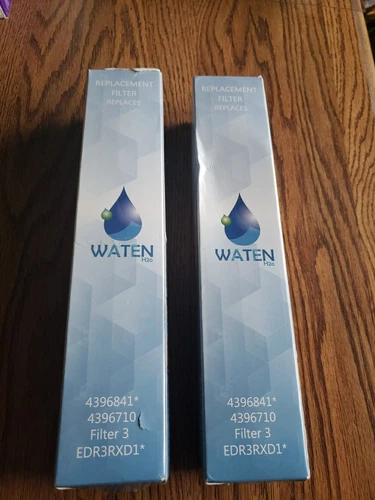 REPLACEMENT
FILTER
REPLACES
WATEN
H2o
4396841*
4396710
Filter 3
EDR3RXD1*
REPLACEMENT
FILTER
REPLACES
WATEN
H2o
4396841*
4396710
Filter 3
EDR3RXD1*